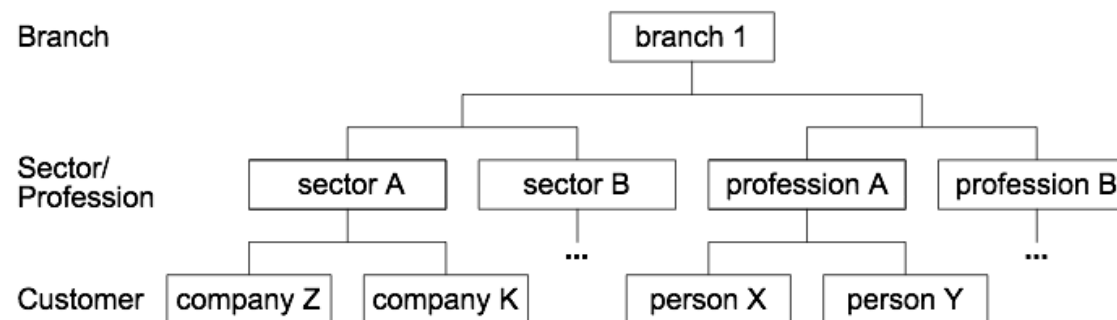 Branch
branch 1
Sector/
Profession
sector A
sector B
profession A
profession B
...
...
Customer
company Z
company K
person X
person Y